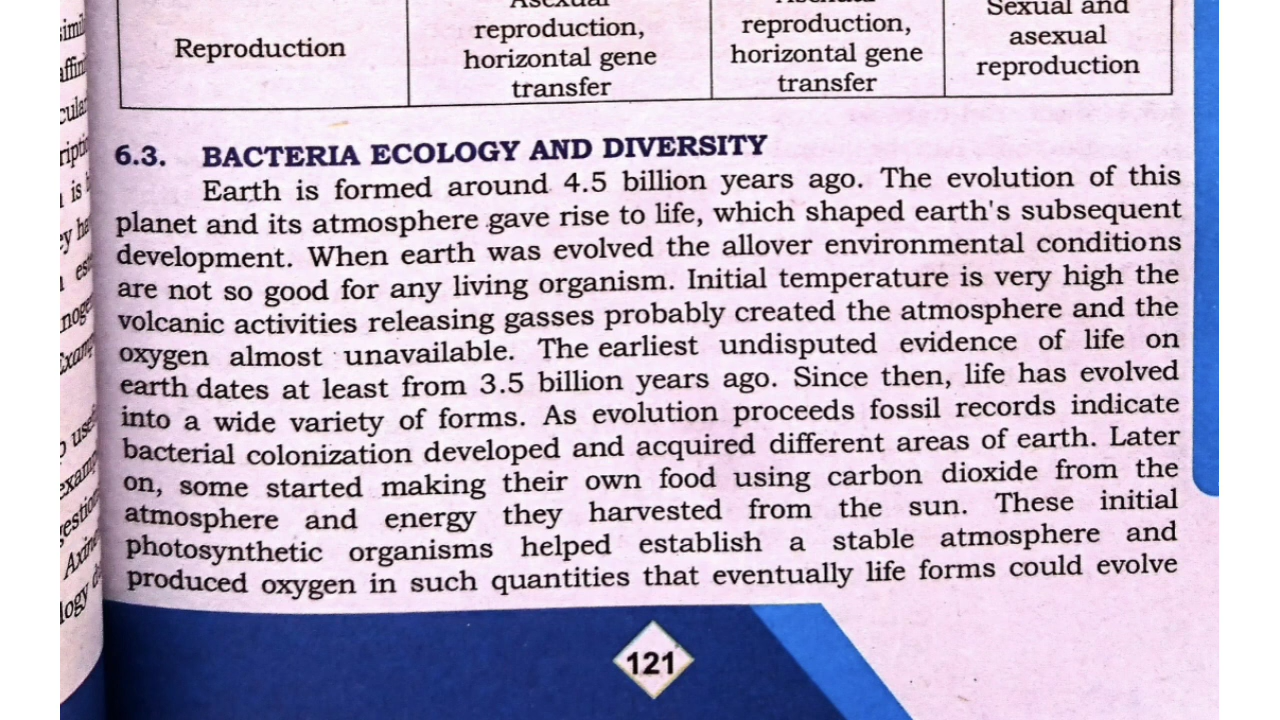 Reproduction
reproduction,
horizontal gene
transfer
reproduction,
horizontal gene
transfer
Sexual and
asexual
reproduction
6.3. BACTERIA ECOLOGY AND DIVERSITY
Earth is formed around 4.5 billion years ago. The evolution of this
planet and its atmosphere gave rise to life, which shaped earth's subsequent
development. When earth was evolved the allover environmental conditions
are not so good for any living organism. Initial temperature is very high the
volcanic activities releasing gasses probably created the atmosphere and the
oxygen almost unavailable. The earliest undisputed evidence of life on
earth dates at least from 3.5 billion years ago. Since then, life has evolved
into a wide variety of forms. As evolution proceeds fossil records indicate
bacterial colonization developed and acquired different areas of earth. Later
on, some started making their own food using carbon dioxide from the
atmosphere and energy they harvested from the sun. These initial
photosynthetic organisms helped establish a stable atmosphere and
produced oxygen in such quantities that eventually life forms could evolve
121